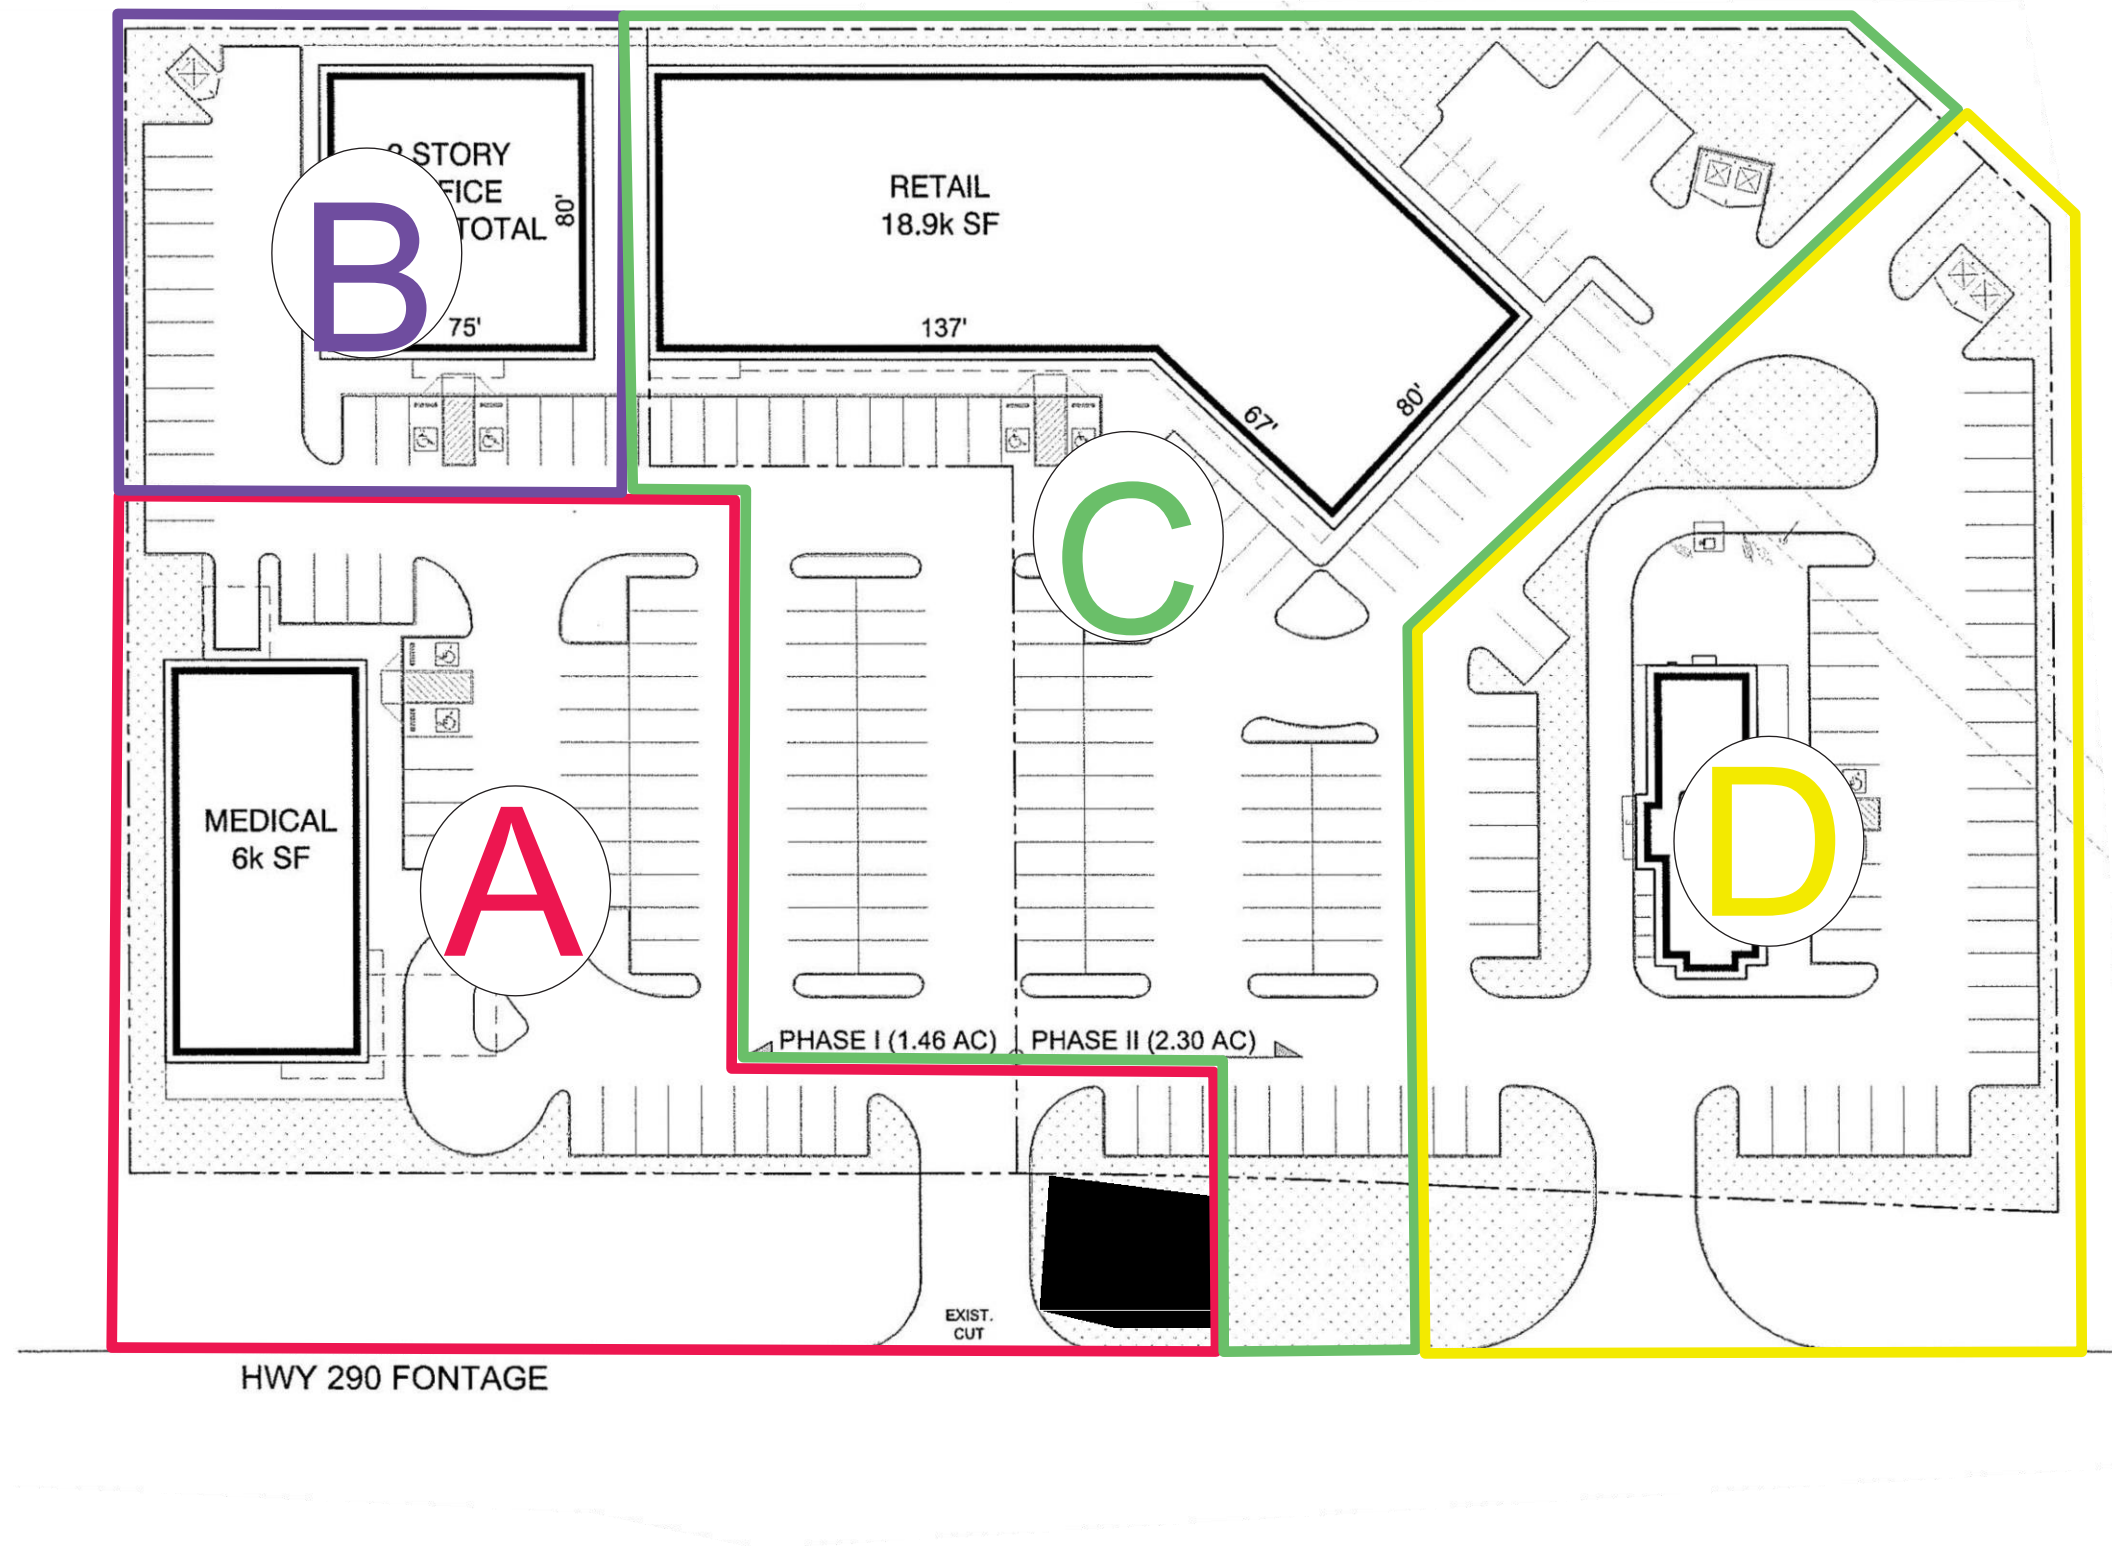 STORY
FICE
TOTAL
80'
75'
B
RETAIL
18.9k SF
137'
67'
80'
C
MEDICAL
6k SF
A
D
PHASE I (1.46 AC)
PHASE II (2.30 AC)
EXIST.
CUT
HWY 290 FONTAGE